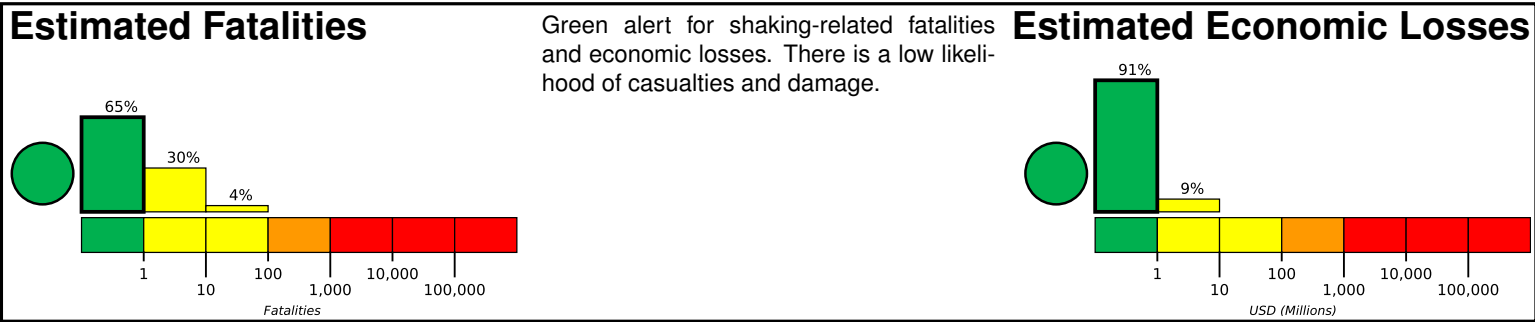 Estimated Fatalities
65%
30%
4%
1
10
100
1,000
10,000
100,000
Fatalities
Green alert for shaking-related fatalities
and economic losses. There is a low likeli-
hood of casualties and damage.
Estimated Economic Losses
91%
9%
1
10
100
1,000
10,000
100,000
USD (Millions)